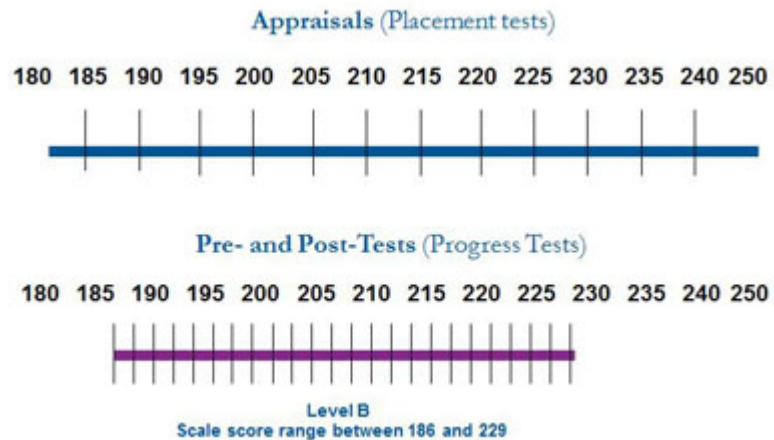 Appraisals (Placement tests)
180 185 190 195 200 205 210 215 220 225 230 235 240 250
Pre- and Post-Tests (Progress Tests)
180 185 190 195 200 205 210 215 220 225 230 235 240 250
Level B
Scale score range between 186 and 229